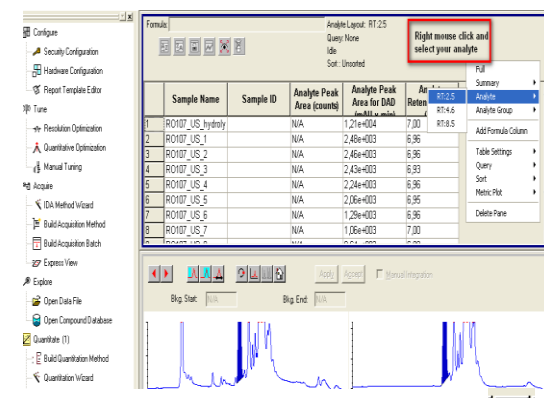 Configure
Security Configuration
Hardware Configuration
Report Template Editor
Tune
Resolution Optimization
Quantitative Optimization
Manual Tuning
Acquire
IDA Method Wizard
Build Acquisition Method
Build Acquisition Batch
Express View
Explore
Open Data File
Open Compound Database
Quantitate (1)
Build Quantitation Method
Quantitation Wizard
Formula:
Analyte Layout: RT:2.5
Query: None
Idle
Sort: Unsorted
Right mouse click and
select your analyte
Full
Summary
Analyte
Analyte Group
Add Formula Column
Table Settings
Query
Sort
Metric Plot
Delete Pane
RT:2.5
RT:4.6
RT:8.5
Sample Name Sample ID Analyte Peak Area (counts) Analyte Peak Area for DAD
1 RO107_US_hydroly N/A 1,21e+004 7,00
2 RO107_US_1 N/A 2,48e+003 6,96
3 RO107_US_2 N/A 2,46e+003 6,96
4 RO107_US_3 N/A 2,43e+003 6,93
5 RO107_US_4 N/A 2,24e+003 6,96
6 RO107_US_5 N/A 2,06e+003 6,95
7 RO107_US_6 N/A 1,29e+003 6,96
8 RO107_US_7 N/A 1,06e+003 7,00
Apply Accept Manual Integration
Bkg. Start: N/A Bkg. End: N/A